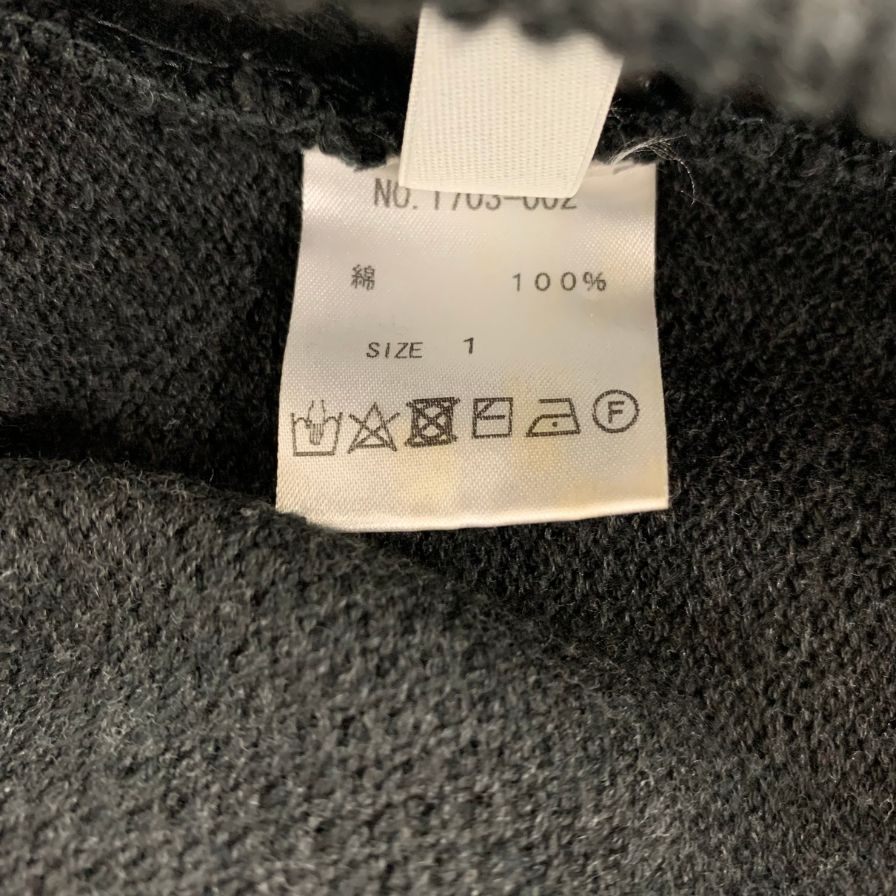 NO.1703-002
綿 100%
SIZE 1
F